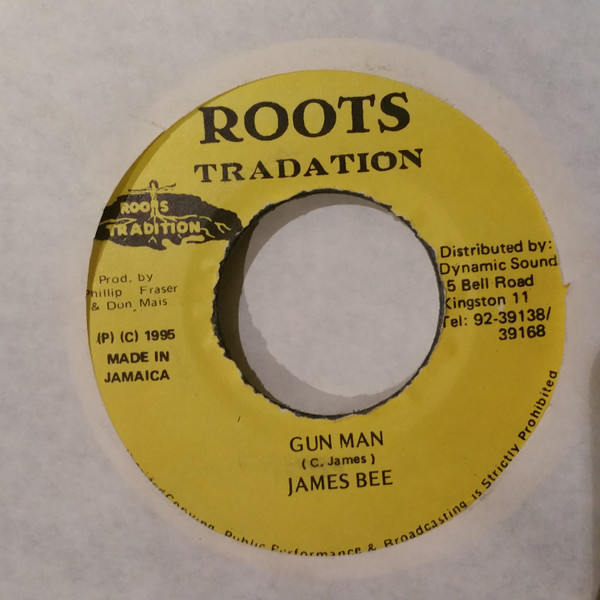 ROOTS
TRADATION
ROOTS
TRADITION
Prod. by
Phillip Fraser
& Don Mais
(P) (C) 1995
MADE IN
JAMAICA
Distributed by:
Dynamic Sound
5 Bell Road
Kingston 11
Tel: 92-39138/
39168
GUN MAN
( C. James )
JAMES BEE
Copying, Public Performance & Broadcasting is Strictly Prohibited